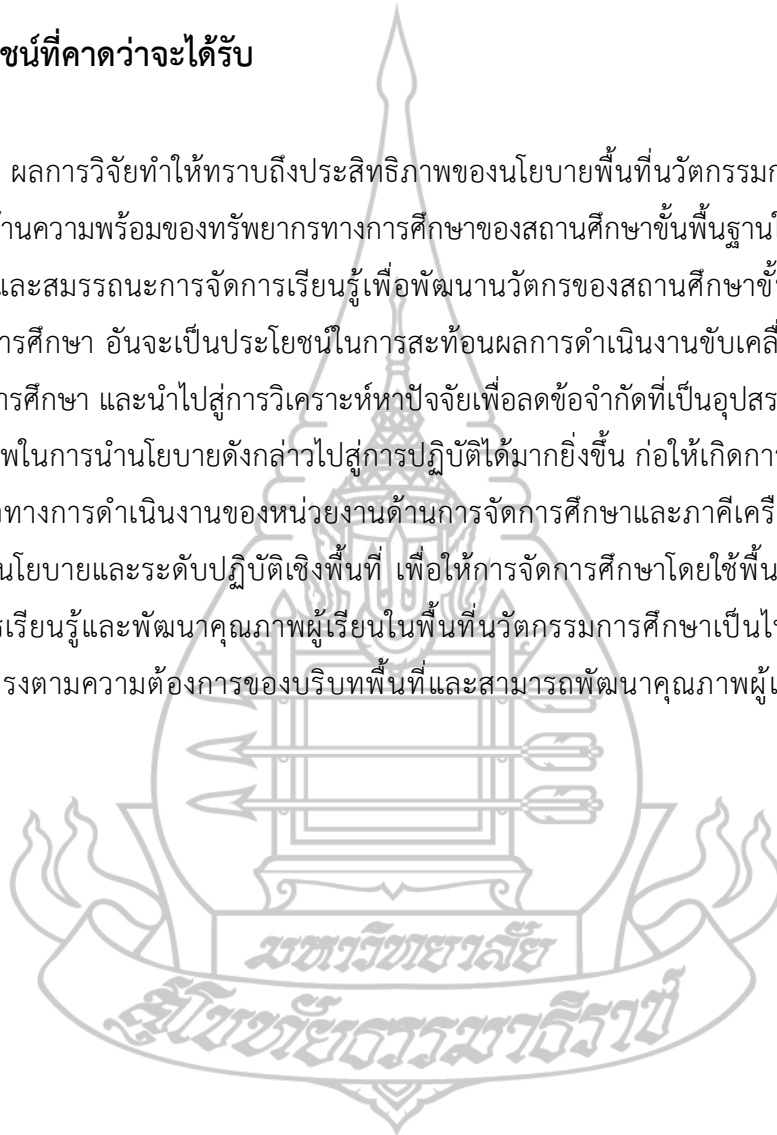 ชน์ที่คาดว่าจะได้รับ
ผลการวิจัยทำให้ทราบถึงประสิทธิภาพของนโยบายพื้นที่นวัตกรรมก
านความพร้อมของทรัพยากรทางการศึกษาของสถานศึกษาขั้นพื้นฐานใ
และสมรรถนะการจัดการเรียนรู้เพื่อพัฒนานวัตกรของสถานศึกษาขั้
ารศึกษา อันจะเป็นประโยชน์ในการสะท้อนผลการดำเนินงานขับเคลื่
ารศึกษา และนำไปสู่การวิเคราะห์หาปัจจัยเพื่อลดข้อจำกัดที่เป็นอุปสร
พในการนำนโยบายดังกล่าวไปสู่การปฏิบัติได้มากยิ่งขึ้น ก่อให้เกิดการ
ทางการดำเนินงานของหน่วยงานด้านการจัดการศึกษาและภาคีเครื
นโยบายและระดับปฏิบัติเชิงพื้นที่ เพื่อให้การจัดการศึกษาโดยใช้พื้น
รเรียนรู้และพัฒนาคุณภาพผู้เรียนในพื้นที่นวัตกรรมการศึกษาเป็นไป
รงตามความต้องการของบริบทพื้นที่และสามารถพัฒนาคุณภาพผู้เ
มหาวิทยาลัย
สุโขทัยธรรมาธิราช